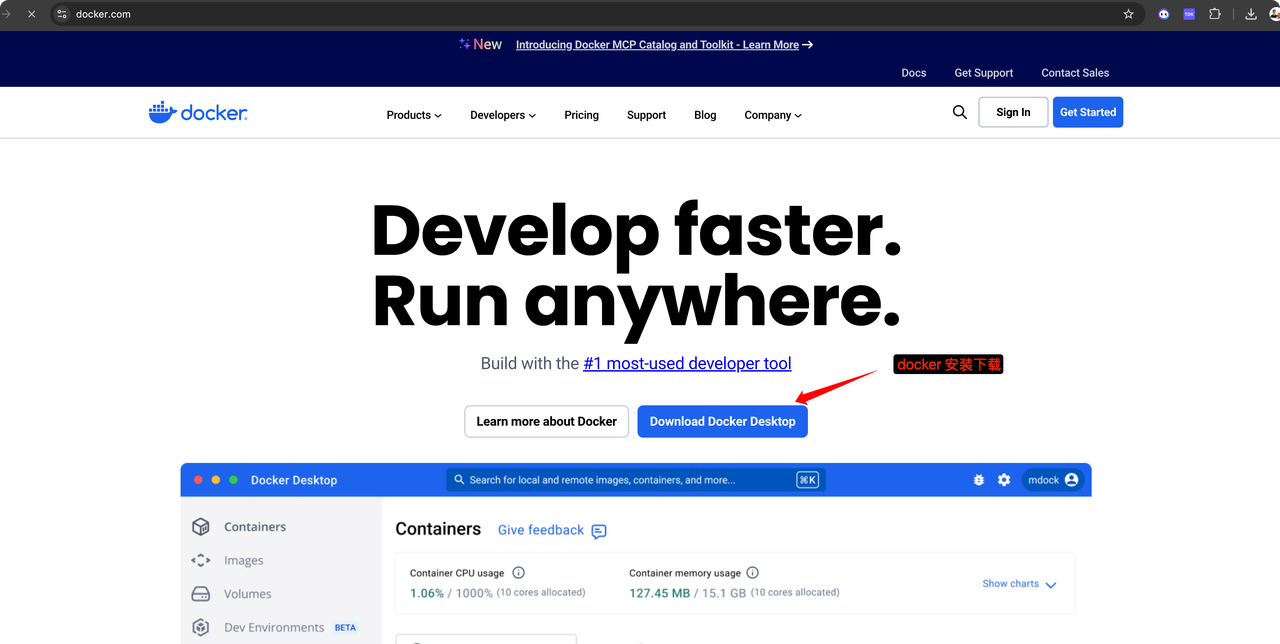 docker.com
New Introducing Docker MCP Catalog and Toolkit - Learn More
Docs Get Support Contact Sales
docker Products Developers Pricing Support Blog Company Sign In Get Started
Develop faster.
Run anywhere.
Build with the #1 most-used developer tool
docker 安装下载
Learn more about Docker Download Docker Desktop
Docker Desktop Search for local and remote images, containers, and more... ⌘K mdock
Containers
Images
Volumes
Dev Environments BETA
Containers Give feedback
Container CPU usage
1.06% / 1000% (10 cores allocated)
Container memory usage
127.45 MB / 15.1 GB (10 cores allocated)
Show charts